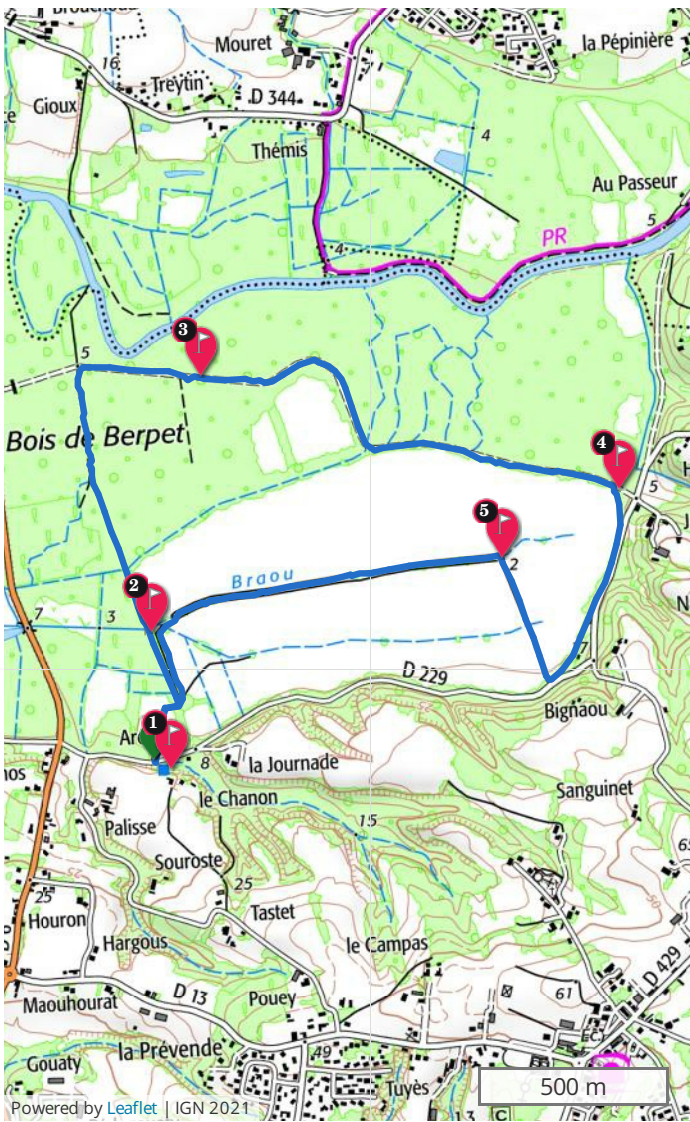 Mouret
la Pépinière
16
Treytin
Gioux
D 344
Thémis
4
Au Passeur
5
PR
4
3
5
Bois de Berpet
4
5
5
2
Braou
2
7
3
7
D 229
Bignaou
1
8
la Journade
le Chanon
Sanguinet
Palisse
15
Souroste
25
25
Tastet
Houron
Hargous
le Campas
D 429
Maouhourat
D 13
Pouey
61
la Prévende
49
Gouaty
Tuyès
500 m
Powered by Leaflet | IGN 2021